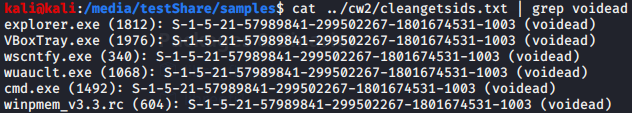 kali@kali:/media/testShare/samples$ cat ../cw2/cleangetsids.txt | grep voidead
explorer.exe (1812): S-1-5-21-57989841-299502267-1801674531-1003 (voidead)
VBoxTray.exe (1976): S-1-5-21-57989841-299502267-1801674531-1003 (voidead)
wscntfy.exe (340): S-1-5-21-57989841-299502267-1801674531-1003 (voidead)
wuauclt.exe (1068): S-1-5-21-57989841-299502267-1801674531-1003 (voidead)
cmd.exe (1492): S-1-5-21-57989841-299502267-1801674531-1003 (voidead)
winpmem_v3.3.rc (604): S-1-5-21-57989841-299502267-1801674531-1003 (voidead)